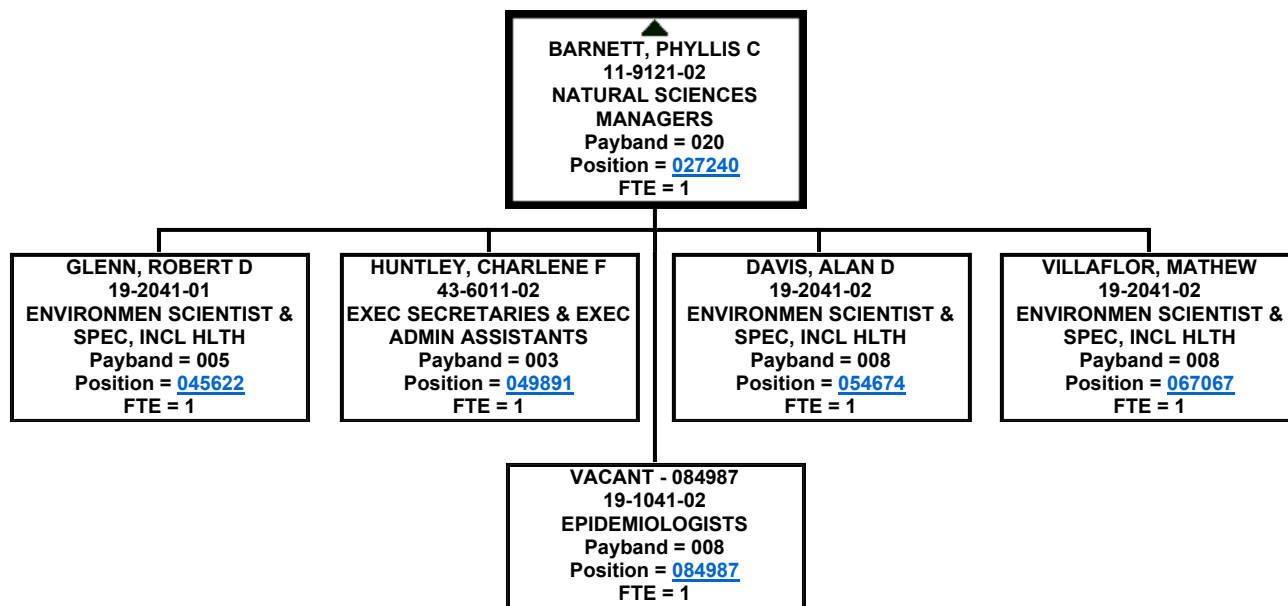 BARNETT, PHYLLIS C
11-9121-02
NATURAL SCIENCES
MANAGERS
Payband = 020
Position = 027240
FTE = 1
GLENN, ROBERT D
19-2041-01
ENVIRONMEN SCIENTIST &
SPEC, INCL HLTH
Payband = 005
Position = 045622
FTE = 1
HUNTLEY, CHARLENE F
43-6011-02
EXEC SECRETARIES & EXEC
ADMIN ASSISTANTS
Payband = 003
Position = 049891
FTE = 1
DAVIS, ALAN D
19-2041-02
ENVIRONMEN SCIENTIST &
SPEC, INCL HLTH
Payband = 008
Position = 054674
FTE = 1
VILLAFLOR, MATHEW
19-2041-02
ENVIRONMEN SCIENTIST &
SPEC, INCL HLTH
Payband = 008
Position = 067067
FTE = 1
VACANT - 084987
19-1041-02
EPIDEMIOLOGISTS
Payband = 008
Position = 084987
FTE = 1